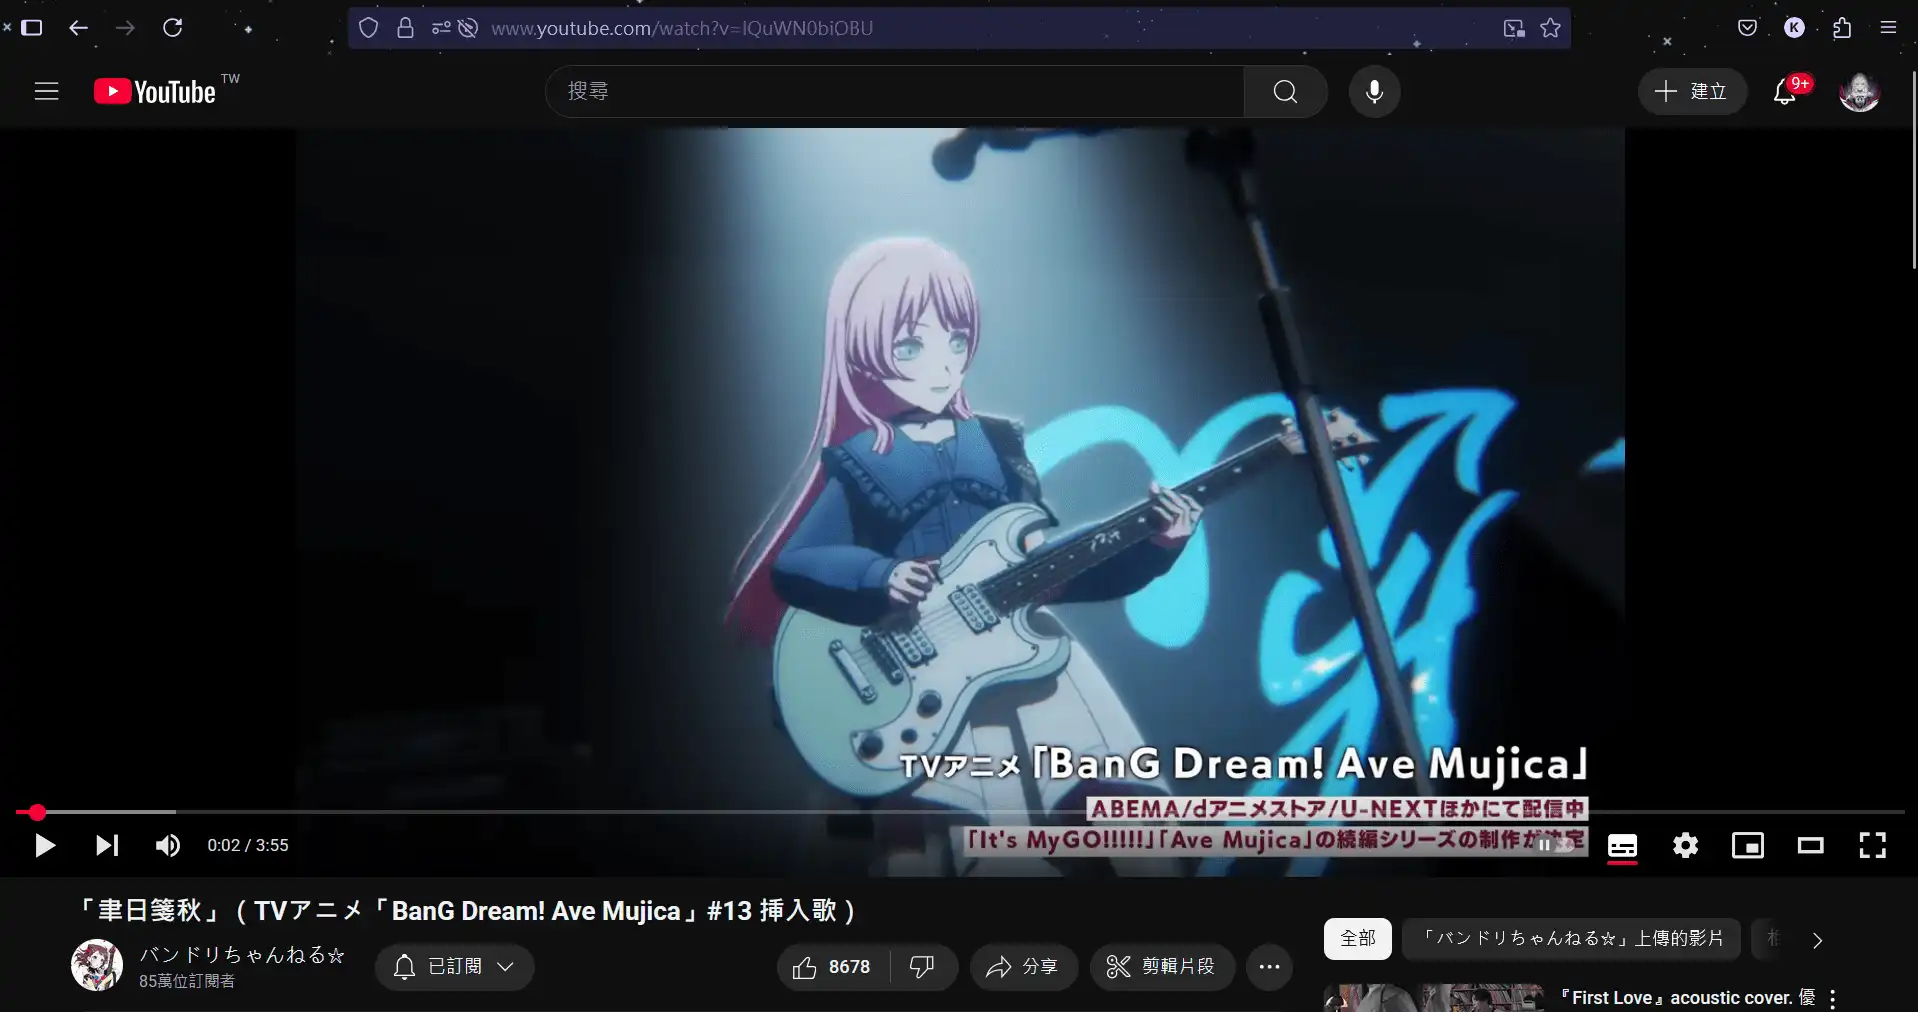 www.youtube.com/watch?v=IQuWN0biOBU
K
YouTube TW
搜尋
建立
9+
TVアニメ「BanG Dream! Ave Mujica」
ABEMA/dアニメストア/U-NEXTほかにて配信中
「It's MyGO!!!!!」「Ave Mujica」の続編シリーズの制作が決定
0:02 / 3:55
「聿日箋秋」（TVアニメ「BanG Dream! Ave Mujica」#13 挿入歌）
バンドリちゃんねる☆
85萬位訂閱者
已訂閱
8678
分享
剪輯片段
全部
「バンドリちゃんねる☆」上傳的影片
『First Love』acoustic cover. 優